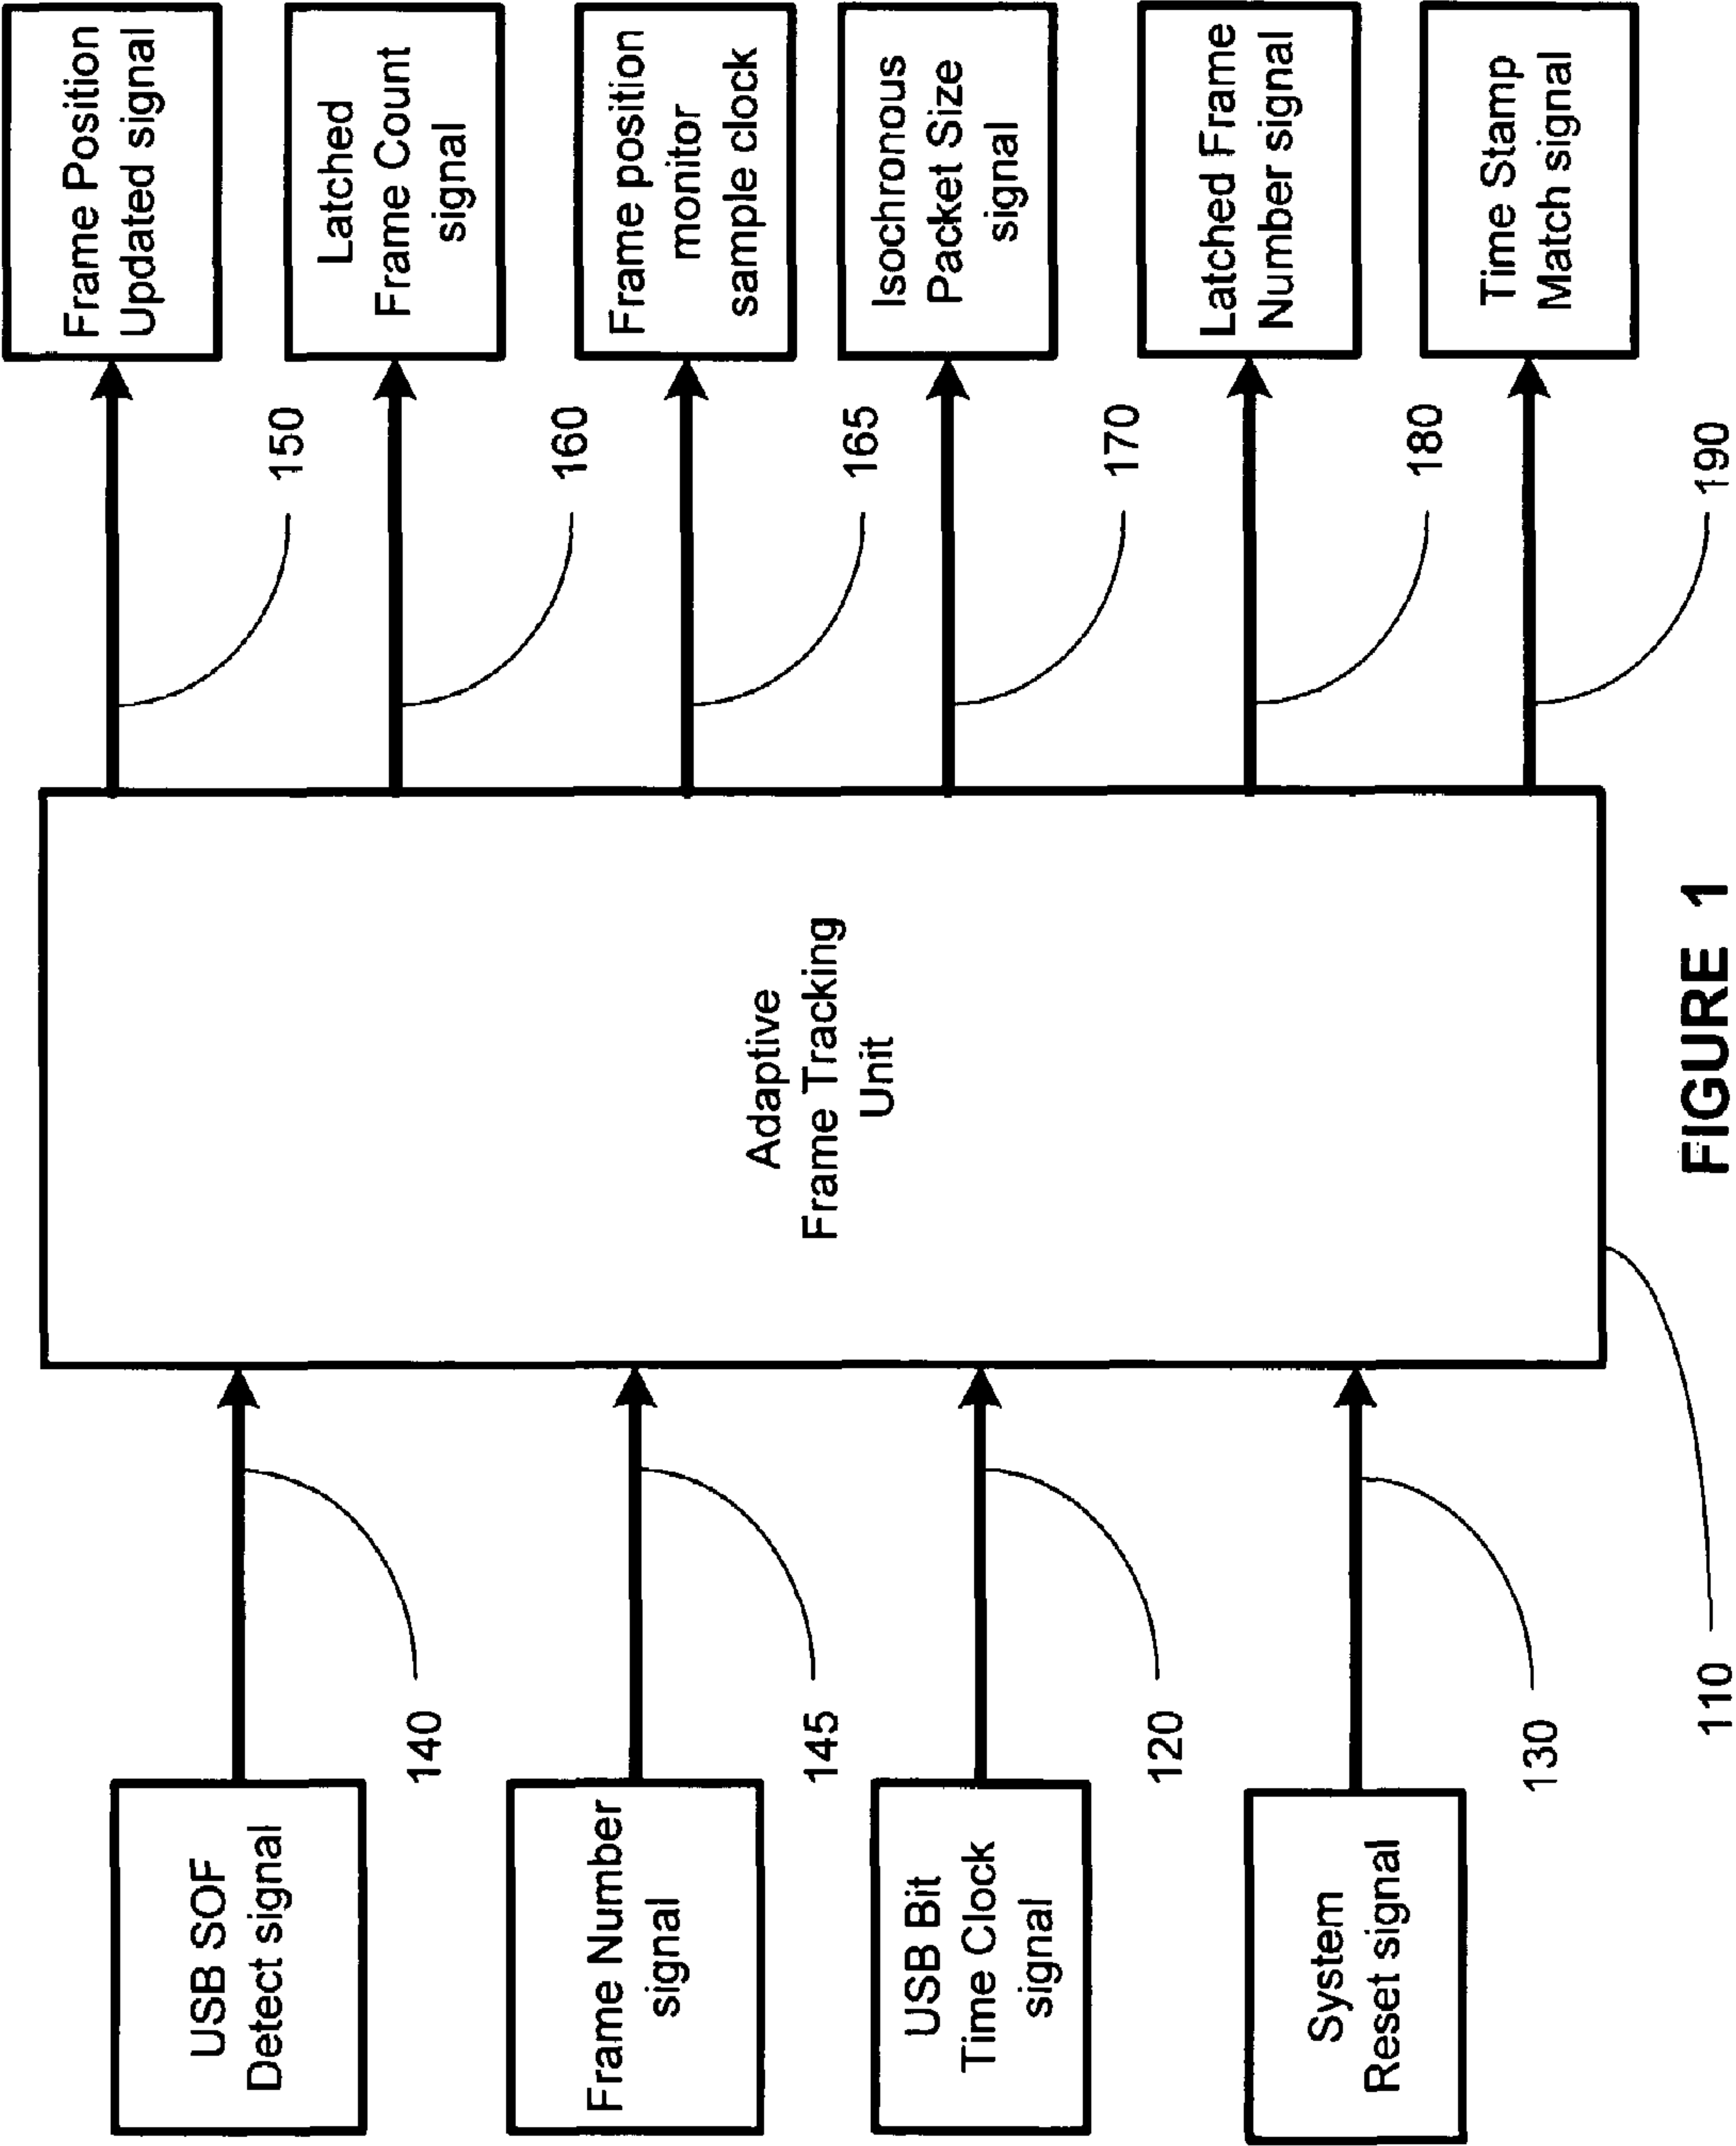 USB SOF
Detect signal
140
Frame Number
signal
145
USB Bit
Time Clock
signal
120
System
Reset signal
130
110
Adaptive
Frame Tracking
Unit
Frame Position
Updated signal
150
Latched
Frame Count
signal
160
Frame position
monitor
sample clock
165
Isochronous
Packet Size
signal
170
Latched Frame
Number signal
180
Time Stamp
Match signal
190
FIGURE 1